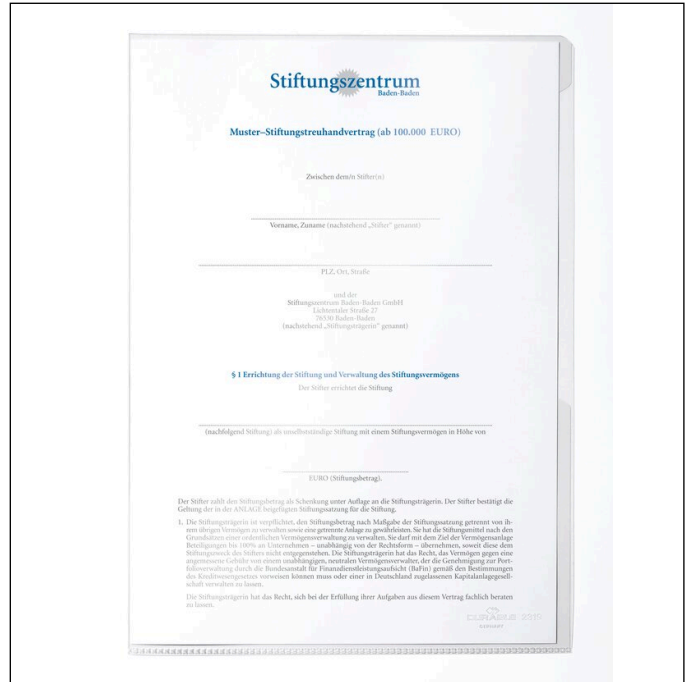 Stiftungszentrum
Baden-Baden
Muster–Stiftungstreuhandvertrag (ab 100.000 EURO)
Zwischen dem/n Stifter(n)
Vorname, Zuname (nachstehend „Stifter" genannt)
PLZ, Ort, Straße
und der
Stiftungszentrum Baden-Baden GmbH
Lichtentaler Straße 27
76530 Baden-Baden
(nachstehend „Stiftungsträgerin" genannt)
§ 1 Errichtung der Stiftung und Verwaltung des Stiftungsvermögens
Der Stifter errichtet die Stiftung
(nachfolgend Stiftung) als unselbstständige Stiftung mit einem Stiftungsvermögen in Höhe von
EURO (Stiftungsbetrag).
Der Stifter zahlt den Stiftungsbetrag als Schenkung unter Auflage an die Stiftungsträgerin. Der Stifter bestätigt die
Geltung der in der ANLAGE beigefügten Stiftungssatzung für die Stiftung.
1. Die Stiftungsträgerin ist verpflichtet, den Stiftungsbetrag nach Maßgabe der Stiftungssatzung getrennt von ih-
rem übrigen Vermögen zu verwalten sowie eine getrennte Anlage zu gewährleisten. Sie hat die Stiftungsmittel nach den
Grundsätzen einer ordentlichen Vermögensverwaltung zu verwalten. Sie darf mit dem Ziel der Vermögensanlage
Beteiligungen bis 100% an Unternehmen – unabhängig von der Rechtsform – übernehmen, soweit diese dem
Stiftungszweck des Stifters nicht entgegenstehen. Die Stiftungsträgerin hat das Recht, das Vermögen gegen eine
angemessene Gebühr von einem unabhängigen, neutralen Vermögensverwalter, der die Genehmigung zur Port-
folioverwaltung durch die Bundesanstalt für Finanzdienstleistungsaufsicht (BaFin) gemäß den Bestimmungen
des Kreditwesengesetzes vorweisen können muss oder einer in Deutschland zugelassenen Kapitalanlagegesell-
schaft verwalten zu lassen.
Die Stiftungsträgerin hat das Recht, sich bei der Erfüllung ihrer Aufgaben aus diesem Vertrag fachlich beraten
zu lassen.
DURABLE 2319
GERMANY